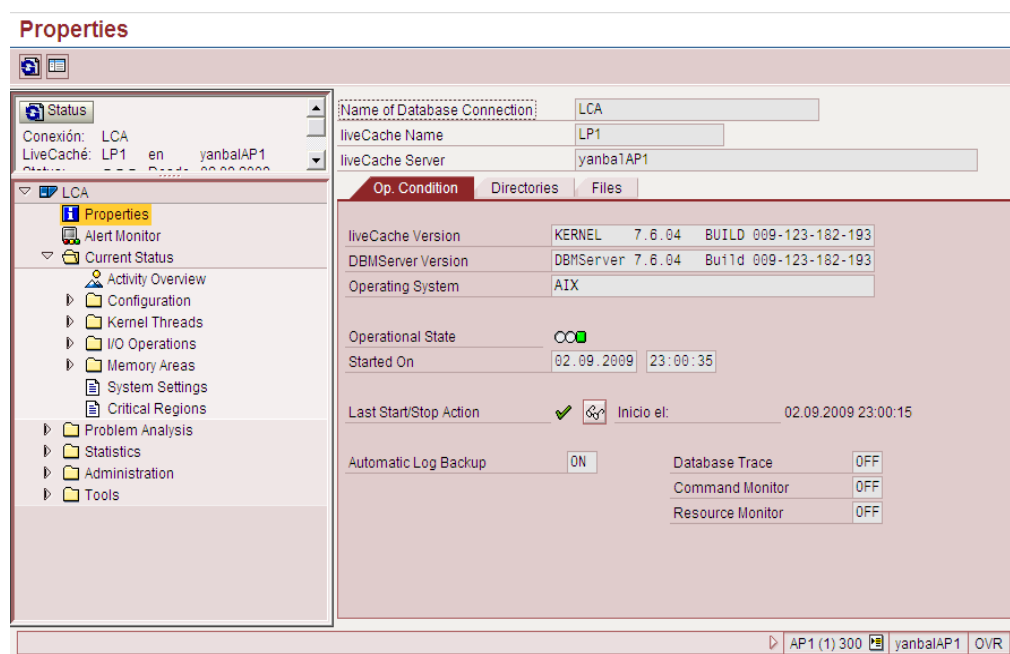 Properties
Status
Conexión: LCA
LiveCaché: LP1 en yanbalAP1
LCA
Properties
Alert Monitor
Current Status
Activity Overview
Configuration
Kernel Threads
I/O Operations
Memory Areas
System Settings
Critical Regions
Problem Analysis
Statistics
Administration
Tools
Name of Database Connection LCA
liveCache Name LP1
liveCache Server yanbalAP1
Op. Condition Directories Files
liveCache Version KERNEL 7.6.04 BUILD 009-123-182-193
DBMServer Version DBMServer 7.6.04 Build 009-123-182-193
Operating System AIX
Operational State
Started On 02.09.2009 23:00:35
Last Start/Stop Action Inicio el: 02.09.2009 23:00:15
Automatic Log Backup ON Database Trace OFF
Command Monitor OFF
Resource Monitor OFF
AP1 (1) 300 yanbalAP1 OVR